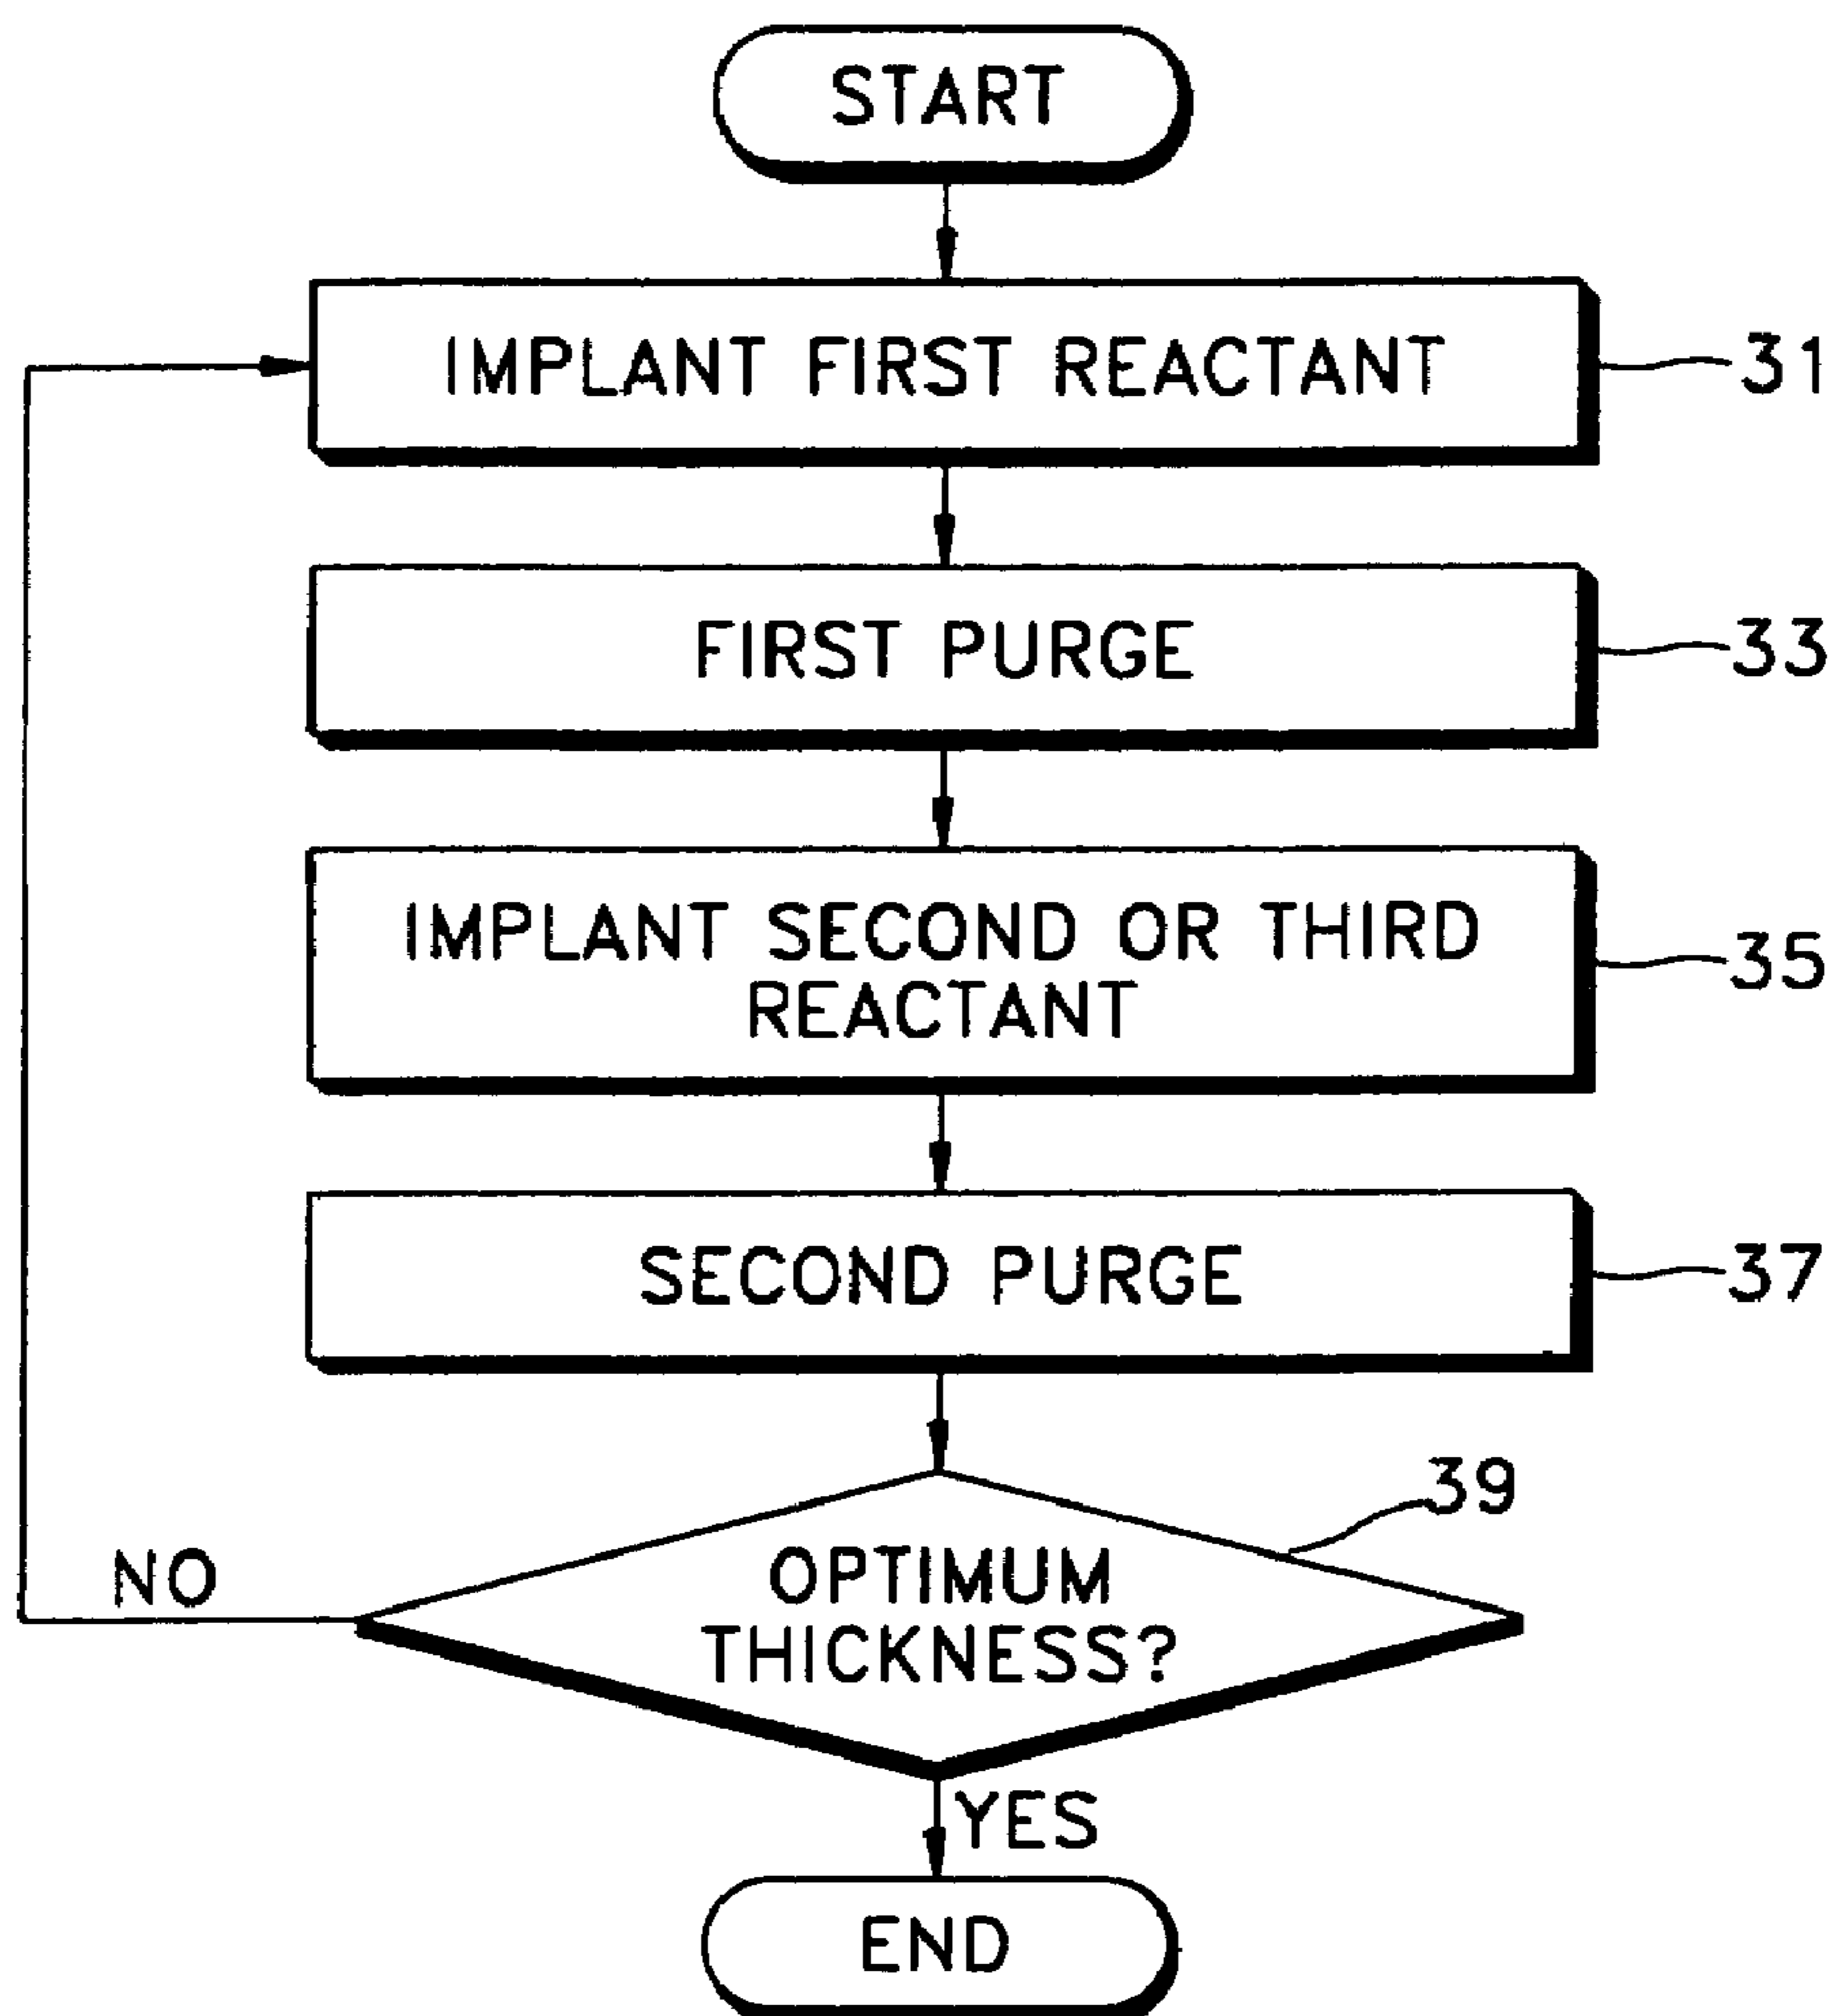 START
IMPLANT FIRST REACTANT
31
FIRST PURGE
33
IMPLANT SECOND OR THIRD
REACTANT
35
SECOND PURGE
37
39
OPTIMUM
THICKNESS?
NO
YES
END